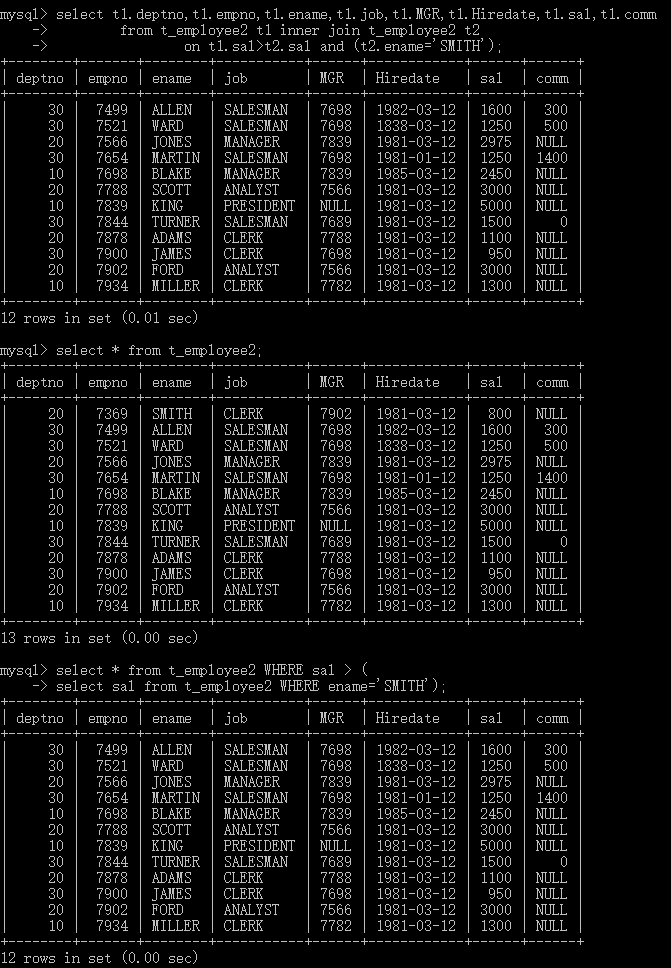 mysql> select t1.deptno,t1.empno,t1.ename,t1.job,t1.MGR,t1.Hiredate,t1.sal,t1.comm
    ->         from t_employee2 t1 inner join t_employee2 t2
    ->                 on t1.sal>t2.sal and (t2.ename='SMITH');
+--------+-------+--------+-----------+------+------------+------+------+
| deptno | empno | ename  | job       | MGR  | Hiredate   | sal  | comm |
+--------+-------+--------+-----------+------+------------+------+------+
|     30 |  7499 | ALLEN  | SALESMAN  | 7698 | 1982-03-12 | 1600 |  300 |
|     30 |  7521 | WARD   | SALESMAN  | 7698 | 1838-03-12 | 1250 |  500 |
|     20 |  7566 | JONES  | MANAGER   | 7839 | 1981-03-12 | 2975 | NULL |
|     30 |  7654 | MARTIN | SALESMAN  | 7698 | 1981-01-12 | 1250 | 1400 |
|     10 |  7698 | BLAKE  | MANAGER   | 7839 | 1985-03-12 | 2450 | NULL |
|     20 |  7788 | SCOTT  | ANALYST   | 7566 | 1981-03-12 | 3000 | NULL |
|     10 |  7839 | KING   | PRESIDENT | NULL | 1981-03-12 | 5000 | NULL |
|     30 |  7844 | TURNER | SALESMAN  | 7689 | 1981-03-12 | 1500 |    0 |
|     20 |  7878 | ADAMS  | CLERK     | 7788 | 1981-03-12 | 1100 | NULL |
|     30 |  7900 | JAMES  | CLERK     | 7698 | 1981-03-12 |  950 | NULL |
|     20 |  7902 | FORD   | ANALYST   | 7566 | 1981-03-12 | 3000 | NULL |
|     10 |  7934 | MILLER | CLERK     | 7782 | 1981-03-12 | 1300 | NULL |
+--------+-------+--------+-----------+------+------------+------+------+
12 rows in set (0.01 sec)
mysql> select * from t_employee2;
+--------+-------+--------+-----------+------+------------+------+------+
| deptno | empno | ename  | job       | MGR  | Hiredate   | sal  | comm |
+--------+-------+--------+-----------+------+------------+------+------+
|     20 |  7369 | SMITH  | CLERK     | 7902 | 1981-03-12 |  800 | NULL |
|     30 |  7499 | ALLEN  | SALESMAN  | 7698 | 1982-03-12 | 1600 |  300 |
|     30 |  7521 | WARD   | SALESMAN  | 7698 | 1838-03-12 | 1250 |  500 |
|     20 |  7566 | JONES  | MANAGER   | 7839 | 1981-03-12 | 2975 | NULL |
|     30 |  7654 | MARTIN | SALESMAN  | 7698 | 1981-01-12 | 1250 | 1400 |
|     10 |  7698 | BLAKE  | MANAGER   | 7839 | 1985-03-12 | 2450 | NULL |
|     20 |  7788 | SCOTT  | ANALYST   | 7566 | 1981-03-12 | 3000 | NULL |
|     10 |  7839 | KING   | PRESIDENT | NULL | 1981-03-12 | 5000 | NULL |
|     30 |  7844 | TURNER | SALESMAN  | 7689 | 1981-03-12 | 1500 |    0 |
|     20 |  7878 | ADAMS  | CLERK     | 7788 | 1981-03-12 | 1100 | NULL |
|     30 |  7900 | JAMES  | CLERK     | 7698 | 1981-03-12 |  950 | NULL |
|     20 |  7902 | FORD   | ANALYST   | 7566 | 1981-03-12 | 3000 | NULL |
|     10 |  7934 | MILLER | CLERK     | 7782 | 1981-03-12 | 1300 | NULL |
+--------+-------+--------+-----------+------+------------+------+------+
13 rows in set (0.00 sec)
mysql> select * from t_employee2 WHERE sal > (
    -> select sal from t_employee2 WHERE ename='SMITH');
+--------+-------+--------+-----------+------+------------+------+------+
| deptno | empno | ename  | job       | MGR  | Hiredate   | sal  | comm |
+--------+-------+--------+-----------+------+------------+------+------+
|     30 |  7499 | ALLEN  | SALESMAN  | 7698 | 1982-03-12 | 1600 |  300 |
|     30 |  7521 | WARD   | SALESMAN  | 7698 | 1838-03-12 | 1250 |  500 |
|     20 |  7566 | JONES  | MANAGER   | 7839 | 1981-03-12 | 2975 | NULL |
|     30 |  7654 | MARTIN | SALESMAN  | 7698 | 1981-01-12 | 1250 | 1400 |
|     10 |  7698 | BLAKE  | MANAGER   | 7839 | 1985-03-12 | 2450 | NULL |
|     20 |  7788 | SCOTT  | ANALYST   | 7566 | 1981-03-12 | 3000 | NULL |
|     10 |  7839 | KING   | PRESIDENT | NULL | 1981-03-12 | 5000 | NULL |
|     30 |  7844 | TURNER | SALESMAN  | 7689 | 1981-03-12 | 1500 |    0 |
|     20 |  7878 | ADAMS  | CLERK     | 7788 | 1981-03-12 | 1100 | NULL |
|     30 |  7900 | JAMES  | CLERK     | 7698 | 1981-03-12 |  950 | NULL |
|     20 |  7902 | FORD   | ANALYST   | 7566 | 1981-03-12 | 3000 | NULL |
|     10 |  7934 | MILLER | CLERK     | 7782 | 1981-03-12 | 1300 | NULL |
+--------+-------+--------+-----------+------+------------+------+------+
12 rows in set (0.00 sec)